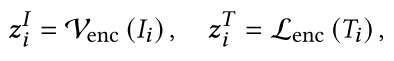 $z_i^I = \mathcal{V}_{\text{enc}}(I_i), \quad z_i^T = \mathcal{L}_{\text{enc}}(T_i),$